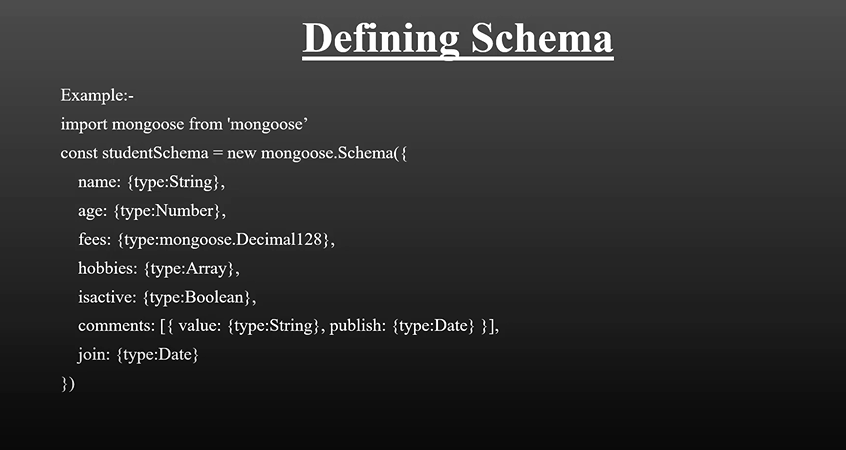 Defining Schema
Example:-
import mongoose from 'mongoose’
const studentSchema = new mongoose.Schema({
name: {type:String},
age: {type:Number},
fees: {type:mongoose.Decimal128},
hobbies: {type:Array},
isactive: {type:Boolean},
comments: [{ value: {type:String}, publish: {type:Date} }],
join: {type:Date}
})